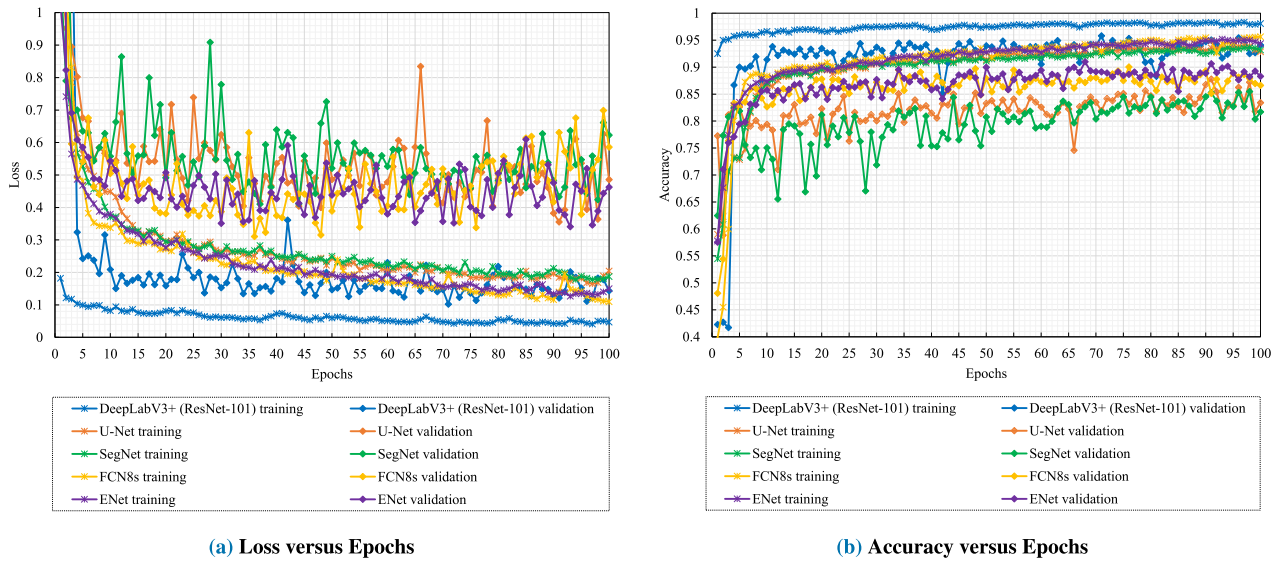 1
0.9
0.8
0.7
0.6
0.5
0.4
0.3
0.2
0.1
0
Loss
0 5 10 15 20 25 30 35 40 45 50 55 60 65 70 75 80 85 90 95 100
Epochs
DeepLabV3+ (ResNet-101) training DeepLabV3+ (ResNet-101) validation
U-Net training U-Net validation
SegNet training SegNet validation
FCN8s training FCN8s validation
ENet training ENet validation
(a) Loss versus Epochs
1
0.95
0.9
0.85
0.8
0.75
0.7
0.65
0.6
0.55
0.5
0.45
0.4
Accuracy
0 5 10 15 20 25 30 35 40 45 50 55 60 65 70 75 80 85 90 95 100
Epochs
DeepLabV3+ (ResNet-101) training DeepLabV3+ (ResNet-101) validation
U-Net training U-Net validation
SegNet training SegNet validation
FCN8s training FCN8s validation
ENet training ENet validation
(b) Accuracy versus Epochs